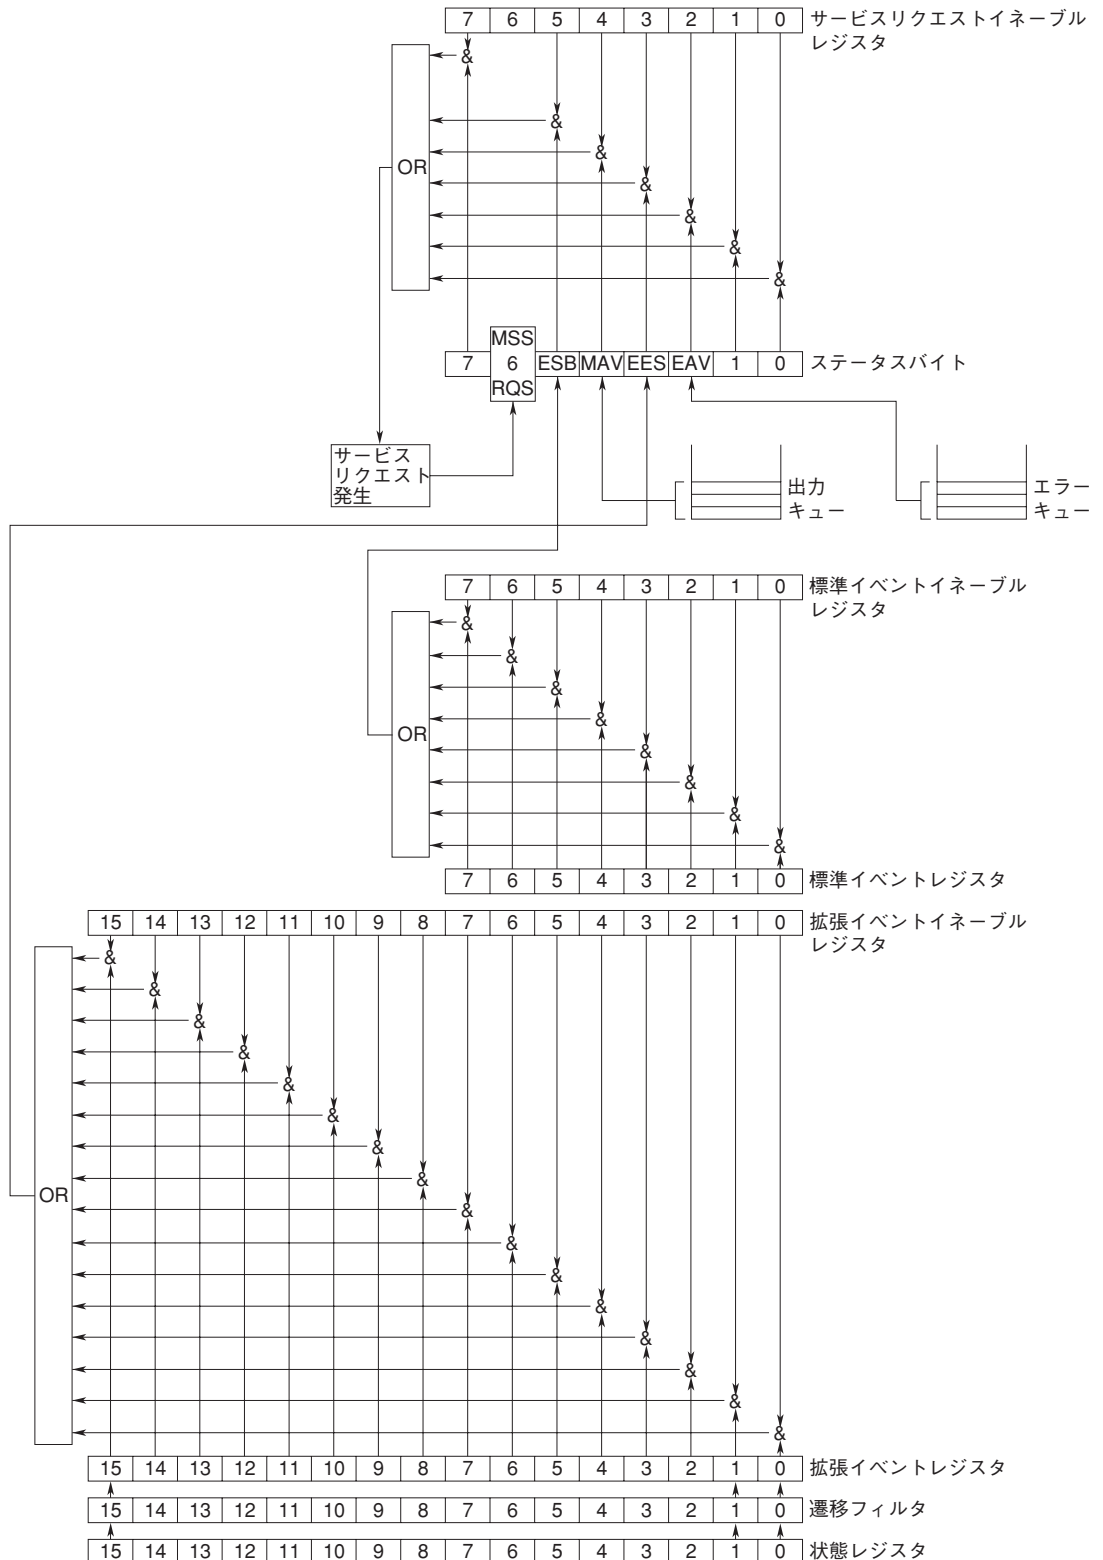 7 6 5 4 3 2 1 0 サービスリクエストイネーブル
レジスタ
&
&
&
OR
&
&
&
&
MSS
7 6 ESB MAV EES EAV 1 0 ステータスバイト
RQS
サービス
リクエスト
発生
出力
キュー
エラー
キュー
7 6 5 4 3 2 1 0 標準イベントイネーブル
レジスタ
&
&
&
&
OR
&
&
&
&
7 6 5 4 3 2 1 0 標準イベントレジスタ
15 14 13 12 11 10 9 8 7 6 5 4 3 2 1 0 拡張イベントイネーブル
レジスタ
&
&
&
&
&
&
&
&
OR
&
&
&
&
&
&
&
&
15 14 13 12 11 10 9 8 7 6 5 4 3 2 1 0 拡張イベントレジスタ
15 14 13 12 11 10 9 8 7 6 5 4 3 2 1 0 遷移フィルタ
15 14 13 12 11 10 9 8 7 6 5 4 3 2 1 0 状態レジスタ